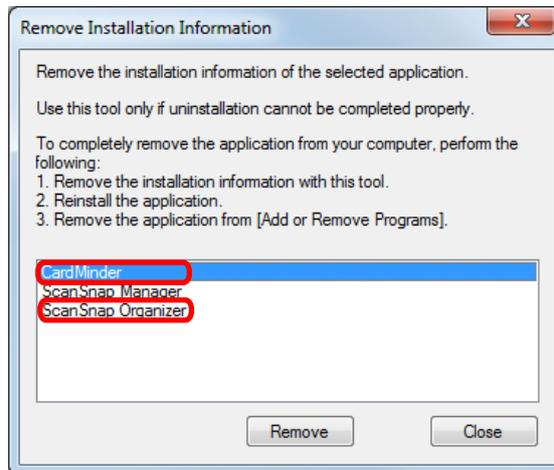 Remove Installation Information
Remove the installation information of the selected application.
Use this tool only if uninstallation cannot be completed properly.
To completely remove the application from your computer, perform the
following:
1. Remove the installation information with this tool.
2. Reinstall the application.
3. Remove the application from [Add or Remove Programs].
CardMinder
ScanSnap Manager
ScanSnap Organizer
Remove
Close